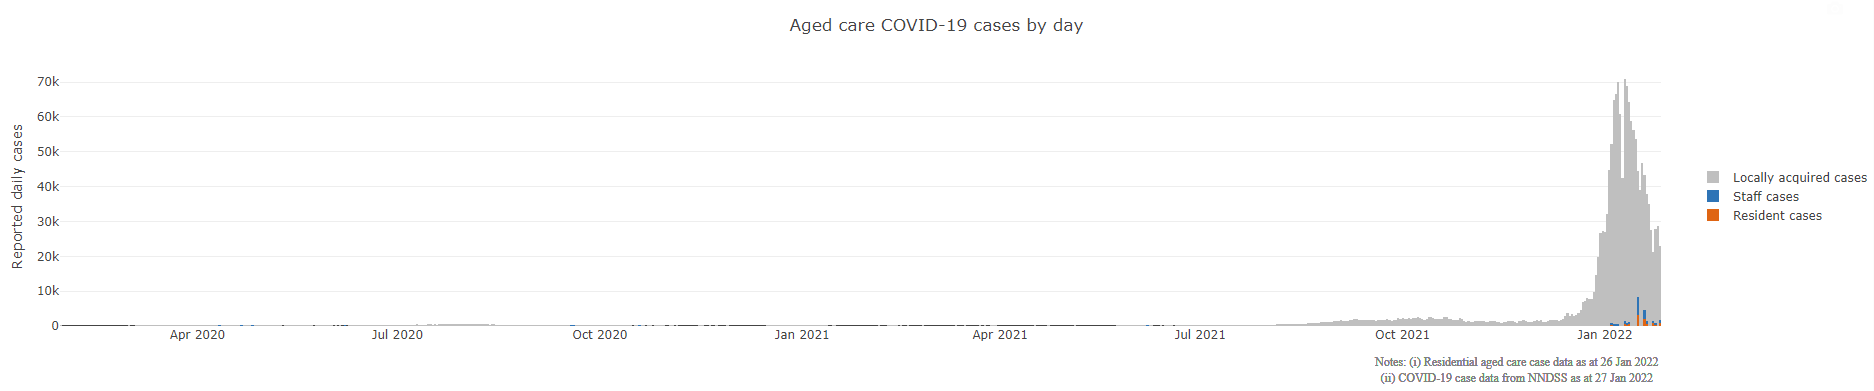 Aged care COVID-19 cases by day
Reported daily cases
70k
60k
50k
40k
30k
20k
10k
0
Apr 2020 Jul 2020 Oct 2020 Jan 2021 Apr 2021 Jul 2021 Oct 2021 Jan 2022
Locally acquired cases
Staff cases
Resident cases
Notes: (i) Residential aged care case data as at 26 Jan 2022
(ii) COVID-19 case data from NNDSS as at 27 Jan 2022